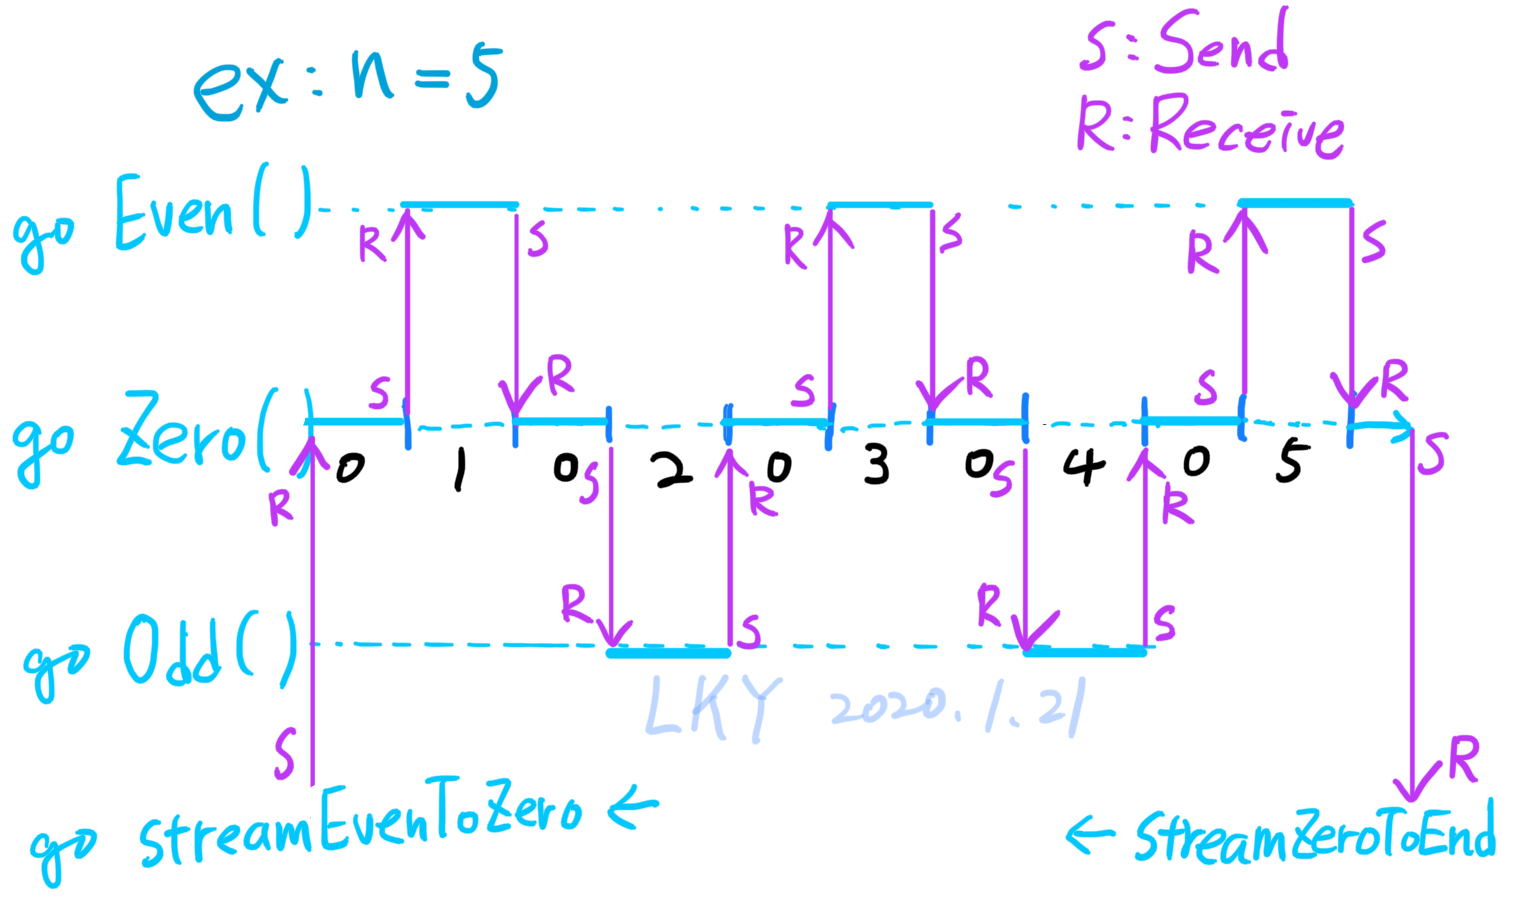 ex: n = 5
S: Send
R: Receive
go Even()
R S R S R S
S R S R S R
go Zero()
0 1 0 2 0 3 0 4 0 5
R S R S R S
R S R S
go Odd()
LKY 2020.1.21
S R
go streamEvenToZero ←
← StreamZeroToEnd